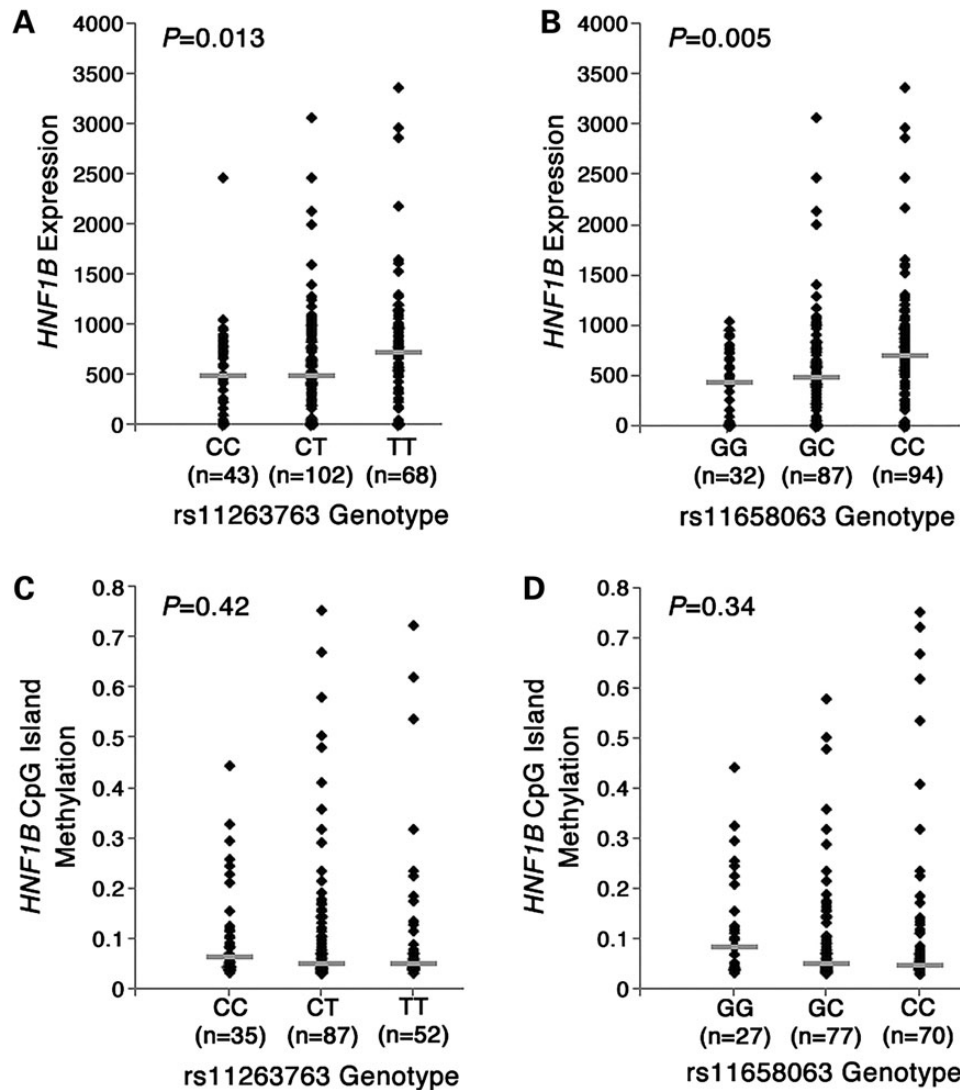 A
P=0.013
4000
3500
3000
2500
2000
1500
1000
500
0
HNF1B Expression
CC CT TT
(n=43) (n=102) (n=68)
rs11263763 Genotype
B
P=0.005
4000
3500
3000
2500
2000
1500
1000
500
0
HNF1B Expression
GG GC CC
(n=32) (n=87) (n=94)
rs11658063 Genotype
C
P=0.42
0.8
0.7
0.6
0.5
0.4
0.3
0.2
0.1
0
HNF1B CpG Island
Methylation
CC CT TT
(n=35) (n=87) (n=52)
rs11263763 Genotype
D
P=0.34
0.8
0.7
0.6
0.5
0.4
0.3
0.2
0.1
0
HNF1B CpG Island
Methylation
GG GC CC
(n=27) (n=77) (n=70)
rs11658063 Genotype